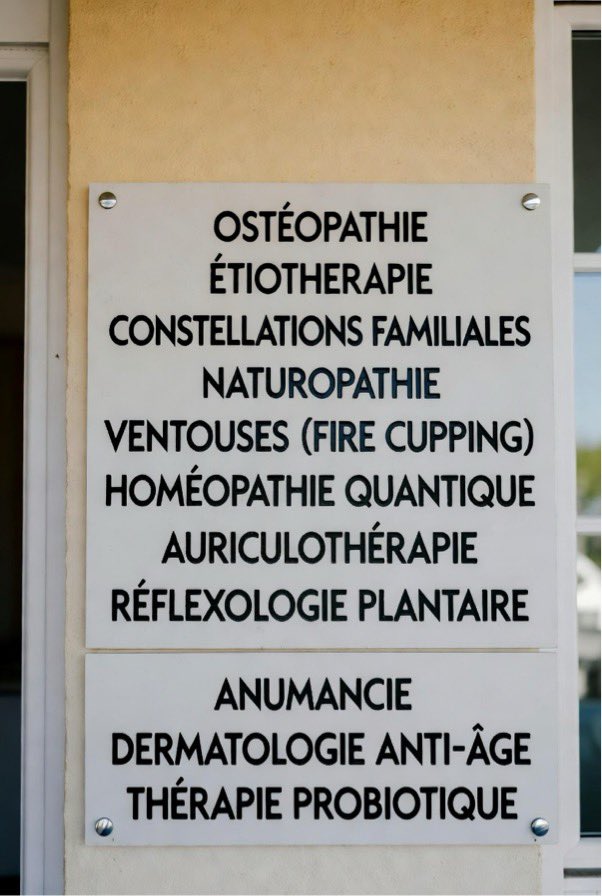 OSTÉOPATHIE
ÉTIOTHERAPIE
CONSTELLATIONS FAMILIALES
NATUROPATHIE
VENTOUSES (FIRE CUPPING)
HOMÉOPATHIE QUANTIQUE
AURICULOTHÉRAPIE
RÉFLEXOLOGIE PLANTAIRE
ANUMANCIE
DERMATOLOGIE ANTI-ÂGE
THÉRAPIE PROBIOTIQUE